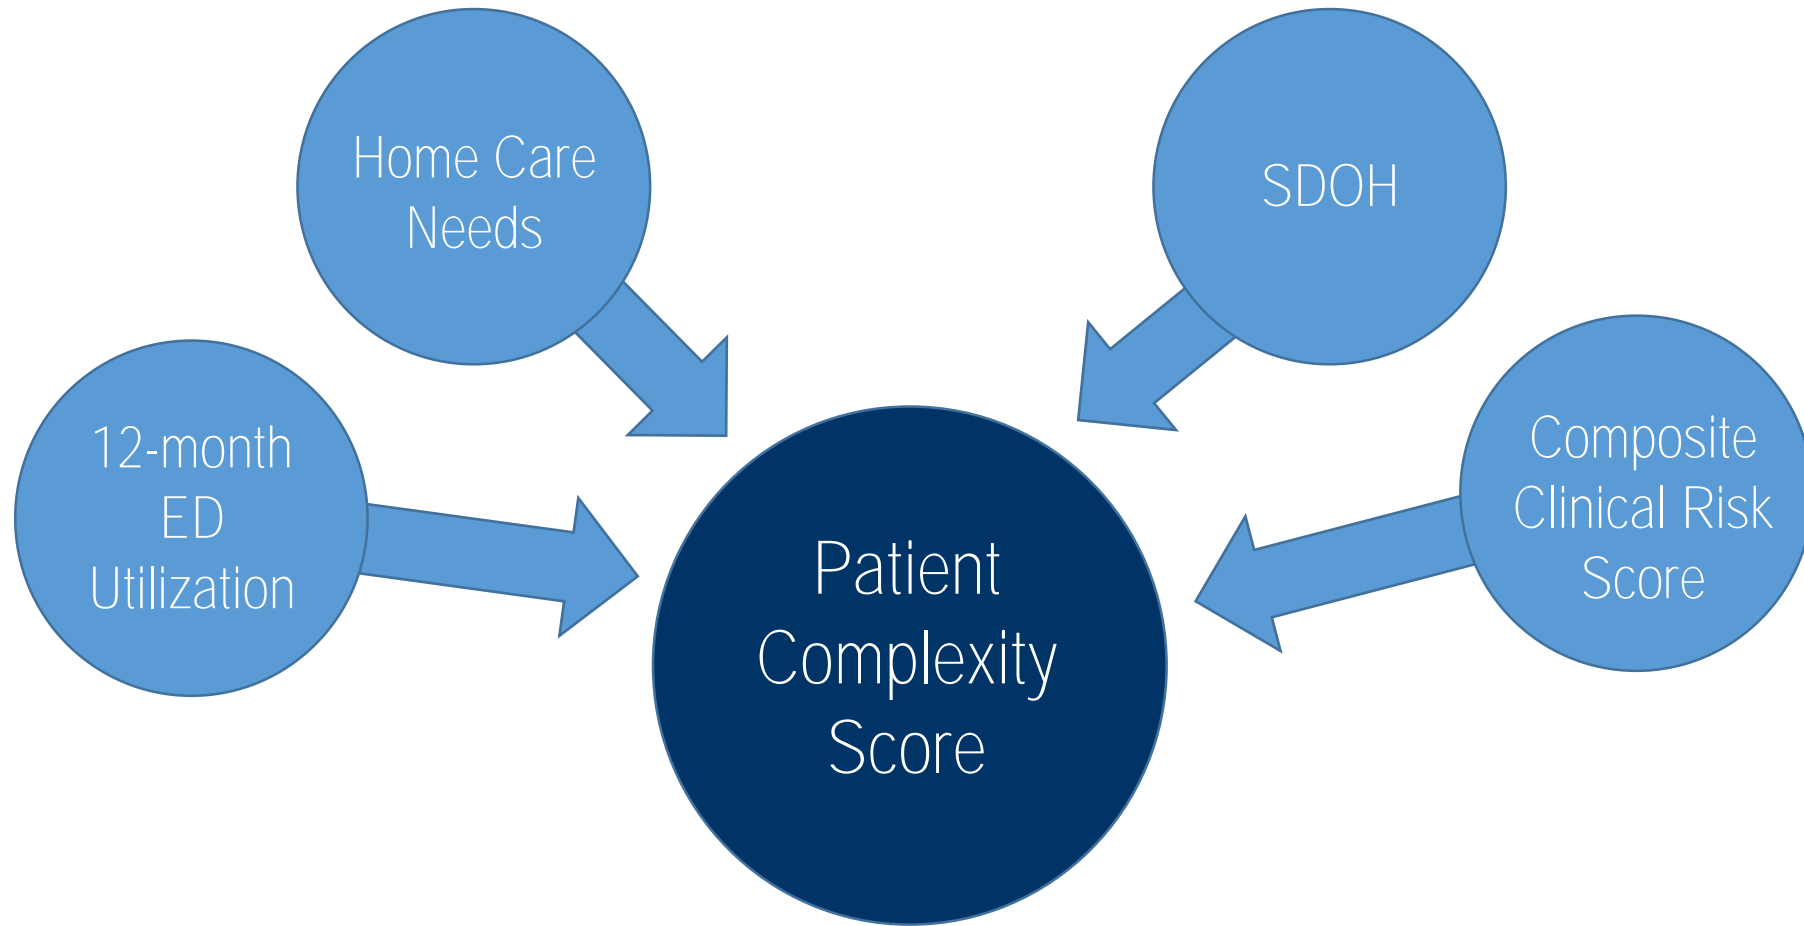 Home Care
Needs
SDOH
12-month
ED
Utilization
Composite
Clinical Risk
Score
Patient
Complexity
Score